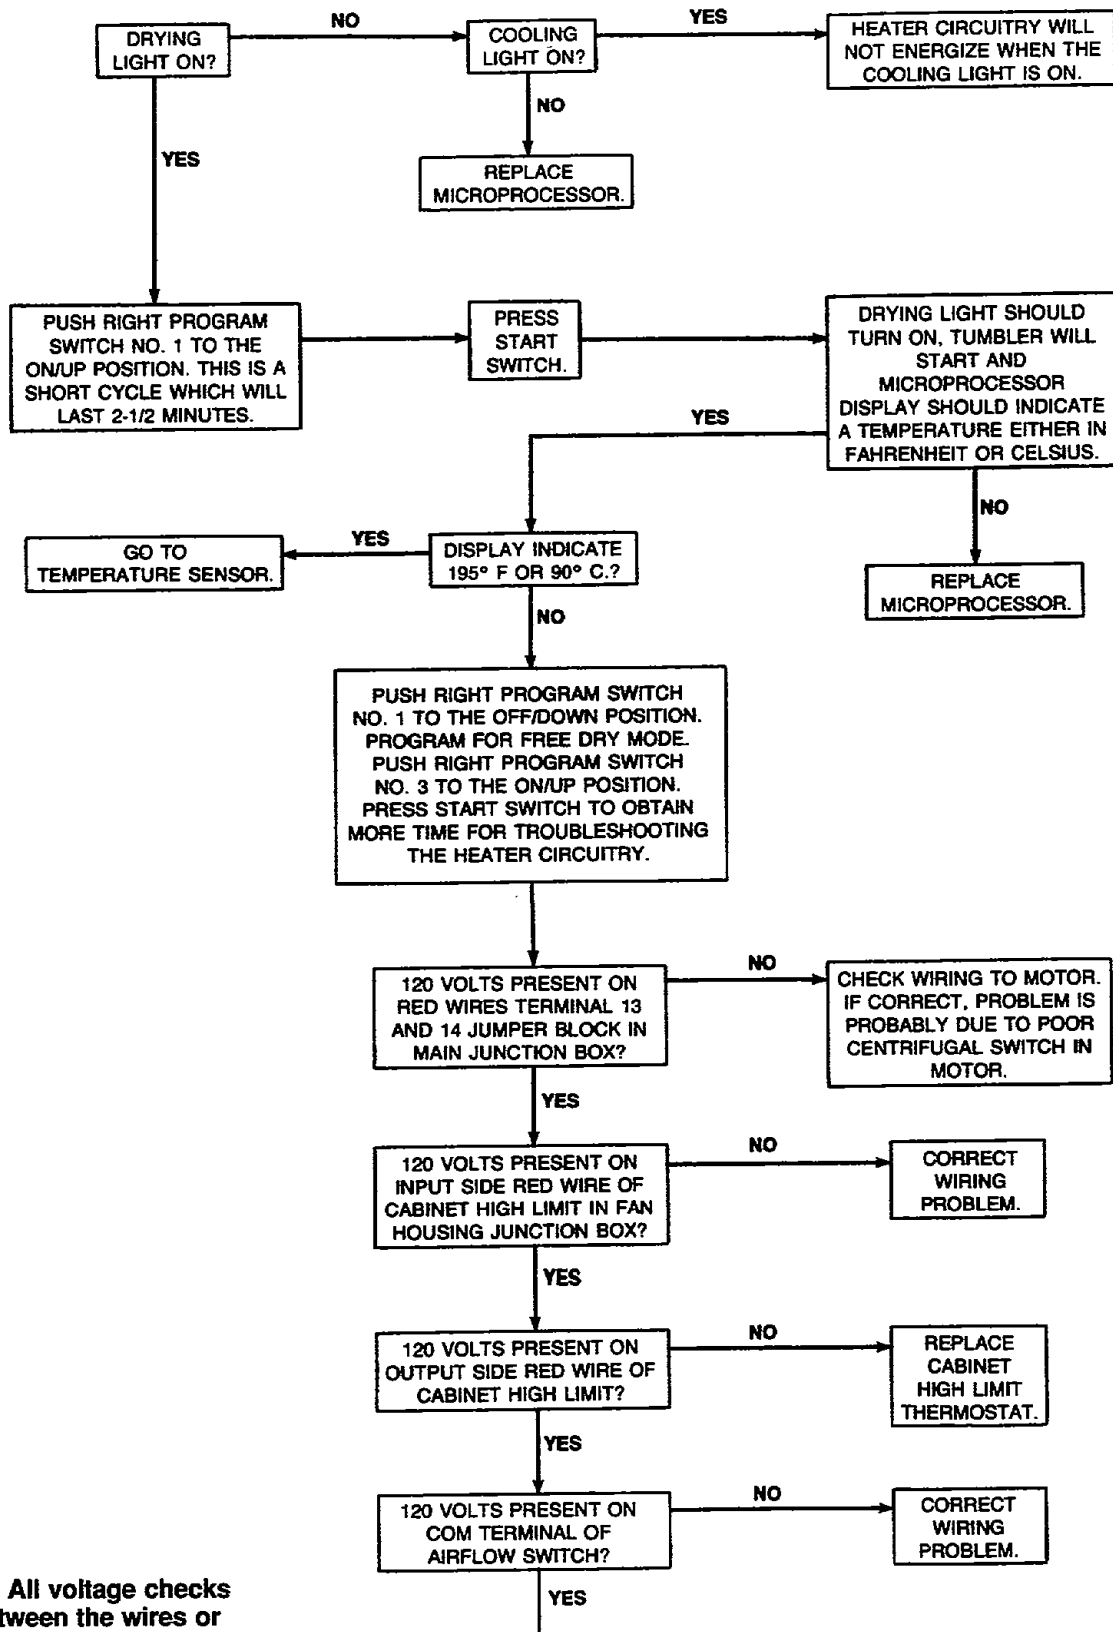 DRYING
LIGHT ON?
NO
COOLING
LIGHT ON?
YES
HEATER CIRCUITRY WILL
NOT ENERGIZE WHEN THE
COOLING LIGHT IS ON.
NO
REPLACE
MICROPROCESSOR.
YES
PUSH RIGHT PROGRAM
SWITCH NO. 1 TO THE
ON/UP POSITION. THIS IS A
SHORT CYCLE WHICH WILL
LAST 2-1/2 MINUTES.
PRESS
START
SWITCH.
DRYING LIGHT SHOULD
TURN ON, TUMBLER WILL
START AND
MICROPROCESSOR
DISPLAY SHOULD INDICATE
A TEMPERATURE EITHER IN
FAHRENHEIT OR CELSIUS.
YES
NO
REPLACE
MICROPROCESSOR.
DISPLAY INDICATE
195° F OR 90° C.?
YES
GO TO
TEMPERATURE SENSOR.
NO
PUSH RIGHT PROGRAM SWITCH
NO. 1 TO THE OFF/DOWN POSITION.
PROGRAM FOR FREE DRY MODE.
PUSH RIGHT PROGRAM SWITCH
NO. 3 TO THE ON/UP POSITION.
PRESS START SWITCH TO OBTAIN
MORE TIME FOR TROUBLESHOOTING
THE HEATER CIRCUITRY.
120 VOLTS PRESENT ON
RED WIRES TERMINAL 13
AND 14 JUMPER BLOCK IN
MAIN JUNCTION BOX?
NO
CHECK WIRING TO MOTOR.
IF CORRECT, PROBLEM IS
PROBABLY DUE TO POOR
CENTRIFUGAL SWITCH IN
MOTOR.
YES
120 VOLTS PRESENT ON
INPUT SIDE RED WIRE OF
CABINET HIGH LIMIT IN FAN
HOUSING JUNCTION BOX?
NO
CORRECT
WIRING
PROBLEM.
YES
120 VOLTS PRESENT ON
OUTPUT SIDE RED WIRE OF
CABINET HIGH LIMIT?
NO
REPLACE
CABINET
HIGH LIMIT
THERMOSTAT.
YES
120 VOLTS PRESENT ON
COM TERMINAL OF
AIRFLOW SWITCH?
NO
CORRECT
WIRING
PROBLEM.
YES
All voltage checks
tween the wires or